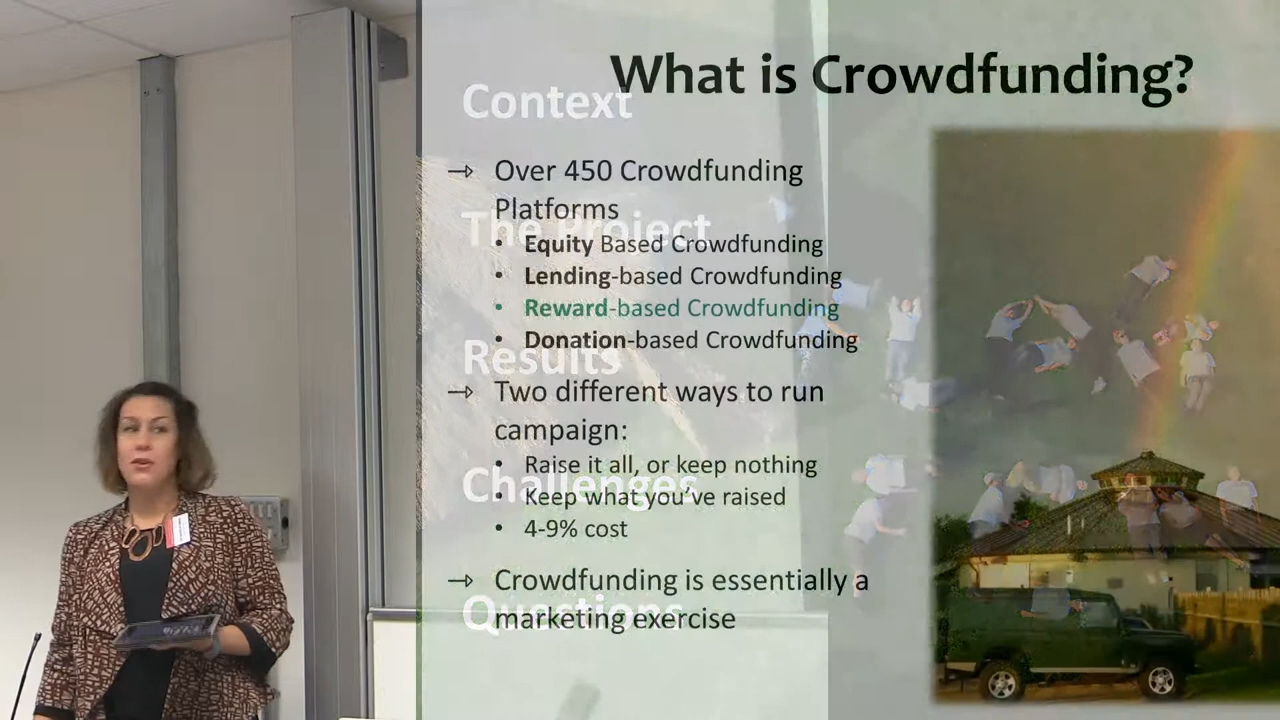 What is Crowdfunding?
Context
→ Over 450 Crowdfunding
Platforms
The Project
• Equity Based Crowdfunding
• Lending-based Crowdfunding
• Reward-based Crowdfunding
• Donation-based Crowdfunding
Results
→ Two different ways to run
campaign:
• Raise it all, or keep nothing
Challenges
• Keep what you've raised
• 4-9% cost
→ Crowdfunding is essentially a
Questions
marketing exercise